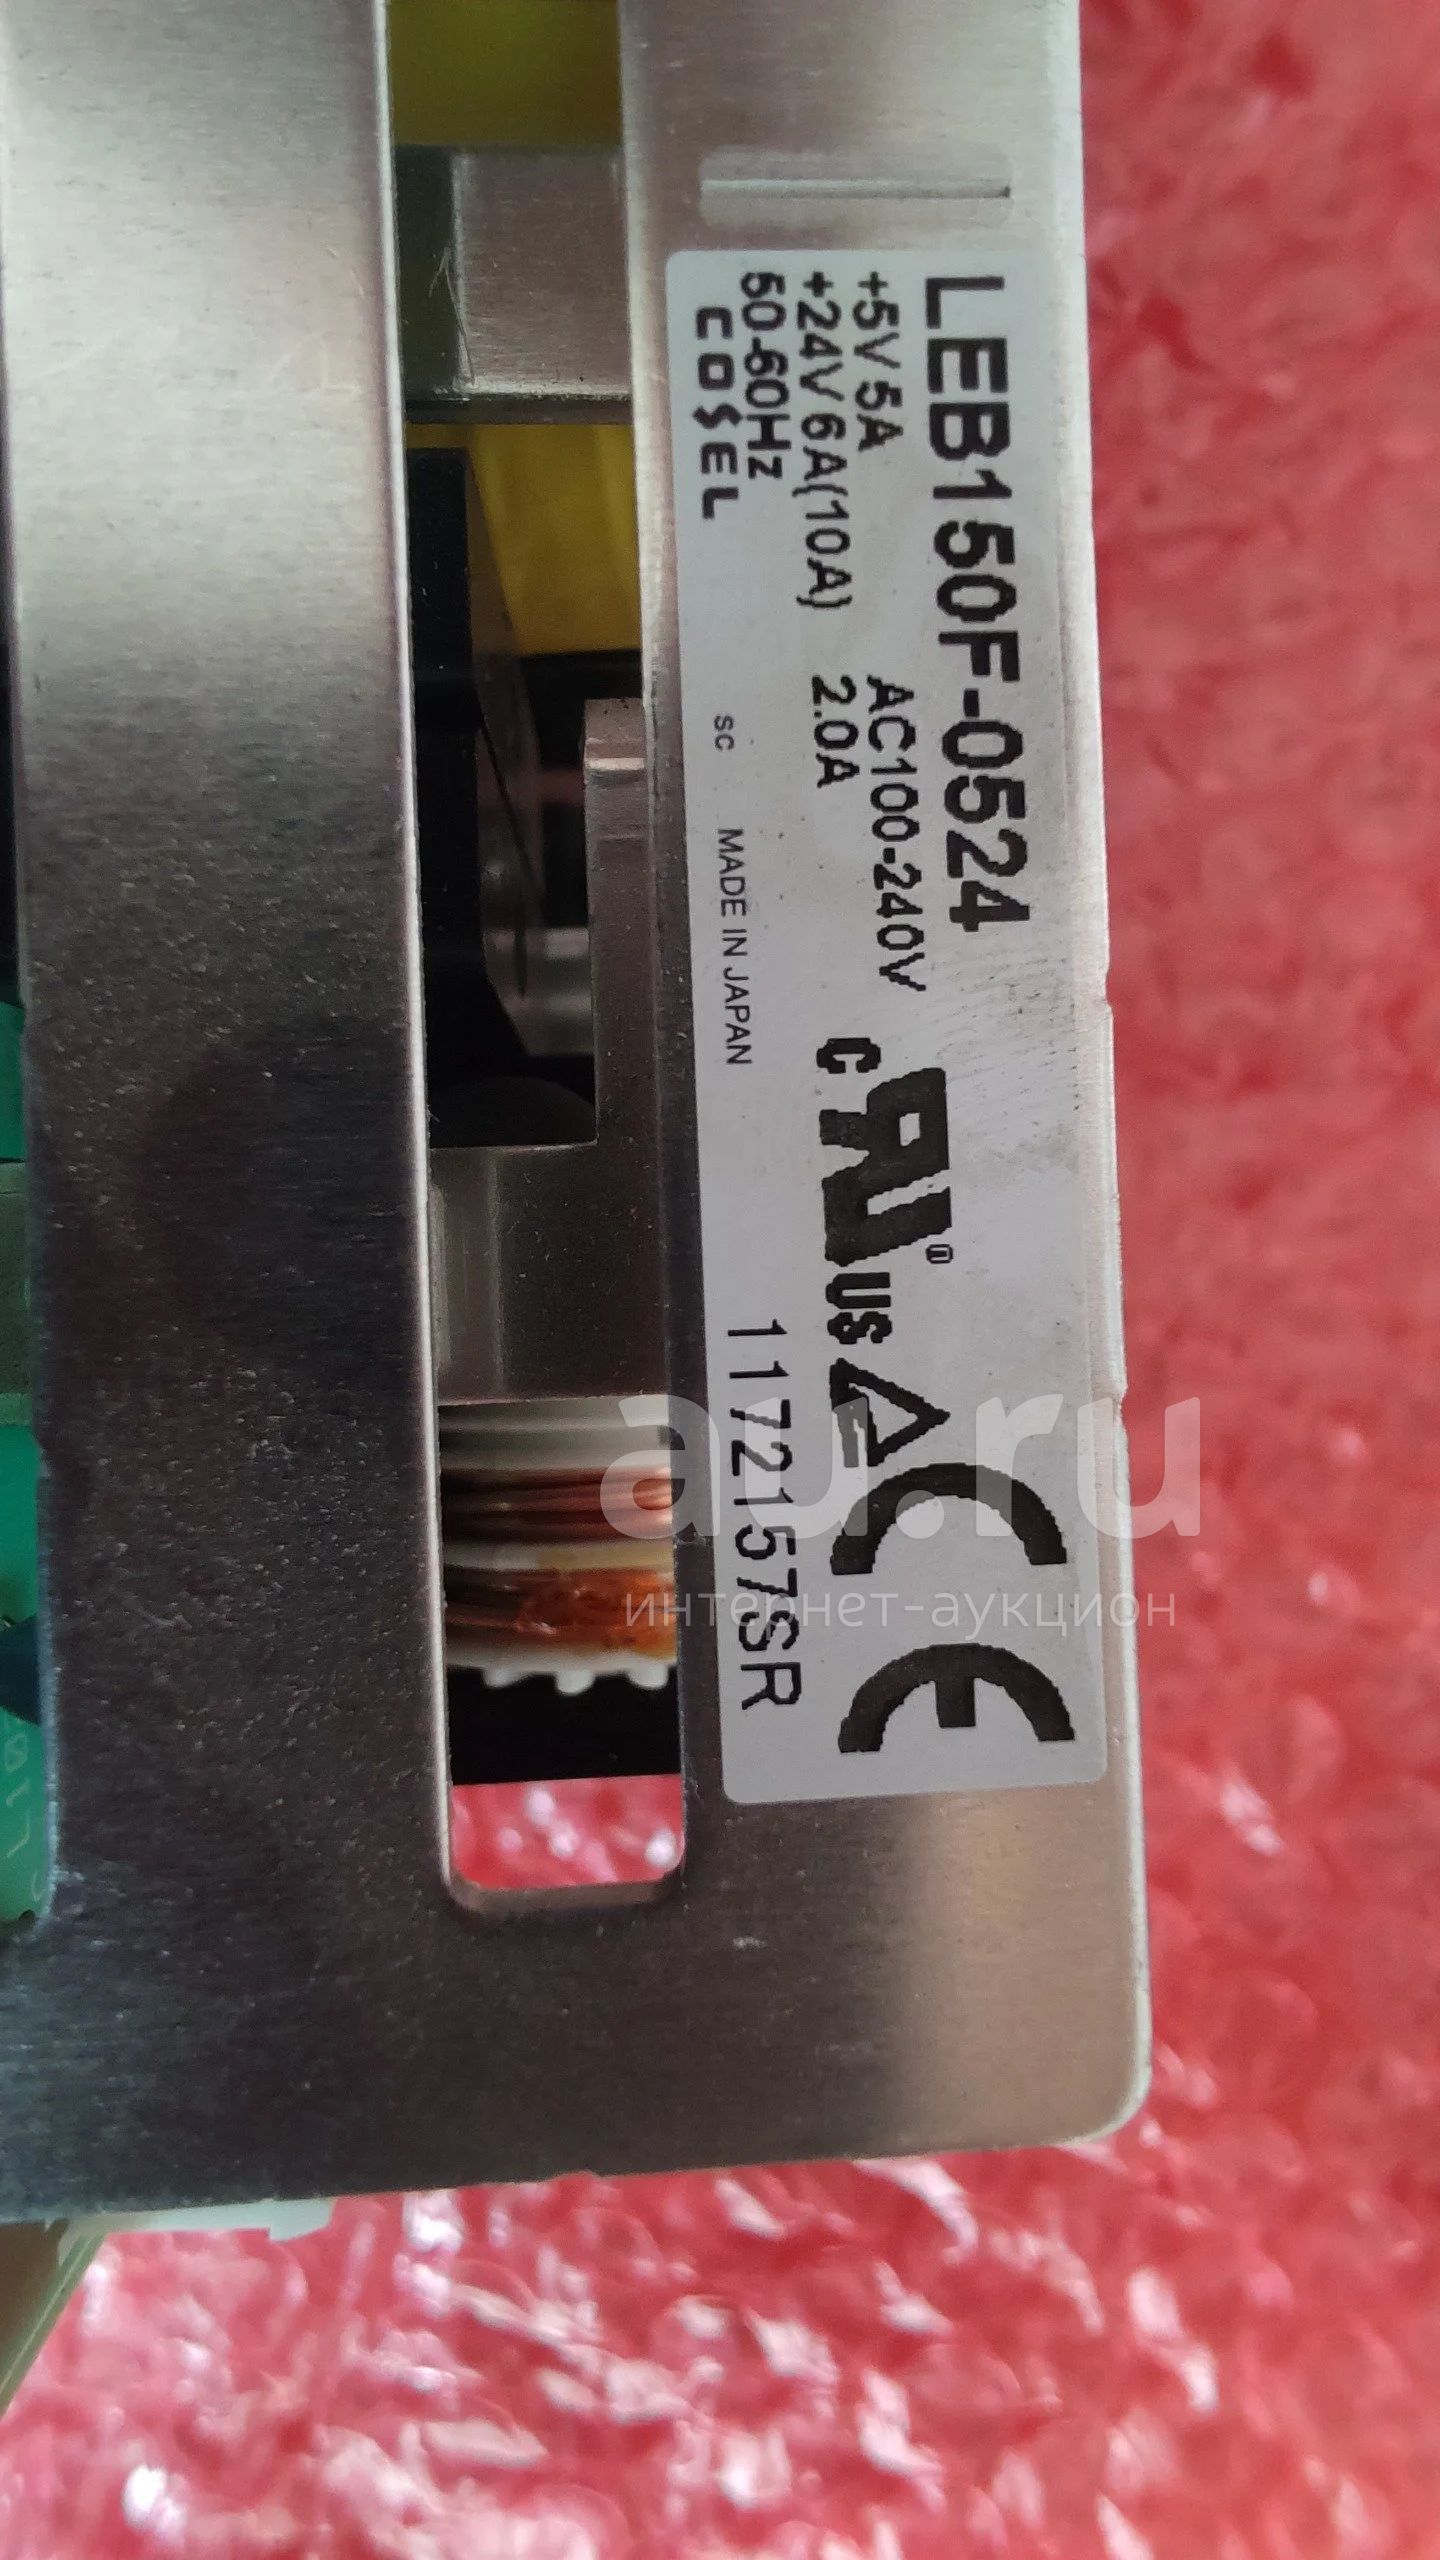 LEB150F-0524
+5V 5A AC100-240V
+24V 6A(10A) 2.0A
50-60Hz
COSEL SC MADE IN JAPAN
c RU ® US CE
1172157SR
au.ru
интернет-аукцион